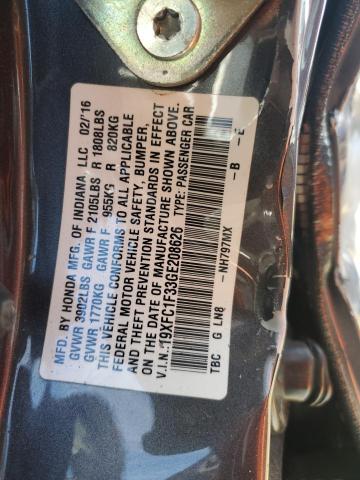 MFD. BY HONDA MFG. OF INDIANA, LLC 02/16
GVWR 3902LBS GAWR F 2105LBS R 1808LBS
GVWR 1770KG GAWR F 955KG R 820KG
THIS VEHICLE CONFORMS TO ALL APPLICABLE
FEDERAL MOTOR VEHICLE SAFETY, BUMPER,
AND THEFT PREVENTION STANDARDS IN EFFECT
ON THE DATE OF MANUFACTURE SHOWN ABOVE.
V.I.N.: 19XFC1F33GE208626 TYPE: PASSENGER CAR
- NH797MX - B - E
TBC G LN8